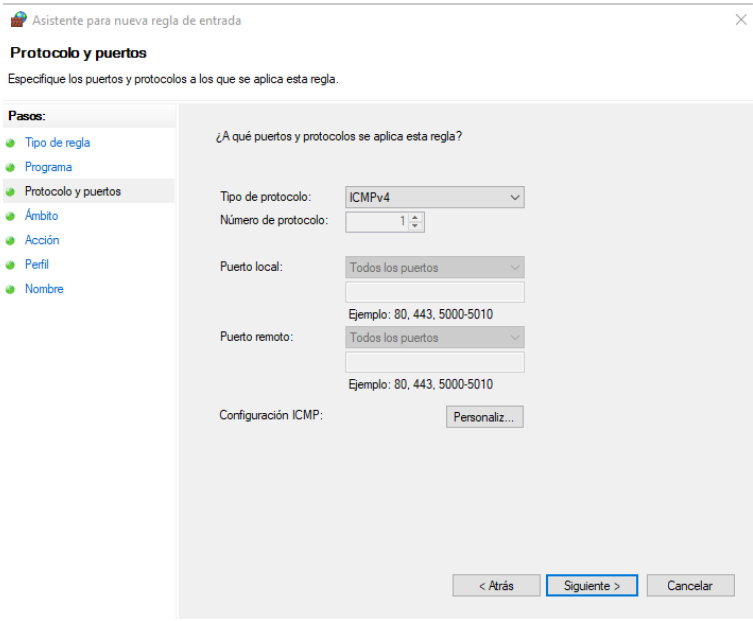 Asistente para nueva regla de entrada
Protocolo y puertos
Especifique los puertos y protocolos a los que se aplica esta regla.
Pasos:
Tipo de regla
Programa
Protocolo y puertos
Ámbito
Acción
Perfil
Nombre
¿A qué puertos y protocolos se aplica esta regla?
Tipo de protocolo: ICMPv4
Número de protocolo: 1
Puerto local: Todos los puertos
Ejemplo: 80, 443, 5000-5010
Puerto remoto: Todos los puertos
Ejemplo: 80, 443, 5000-5010
Configuración ICMP: Personaliz...
< Atrás Siguiente > Cancelar